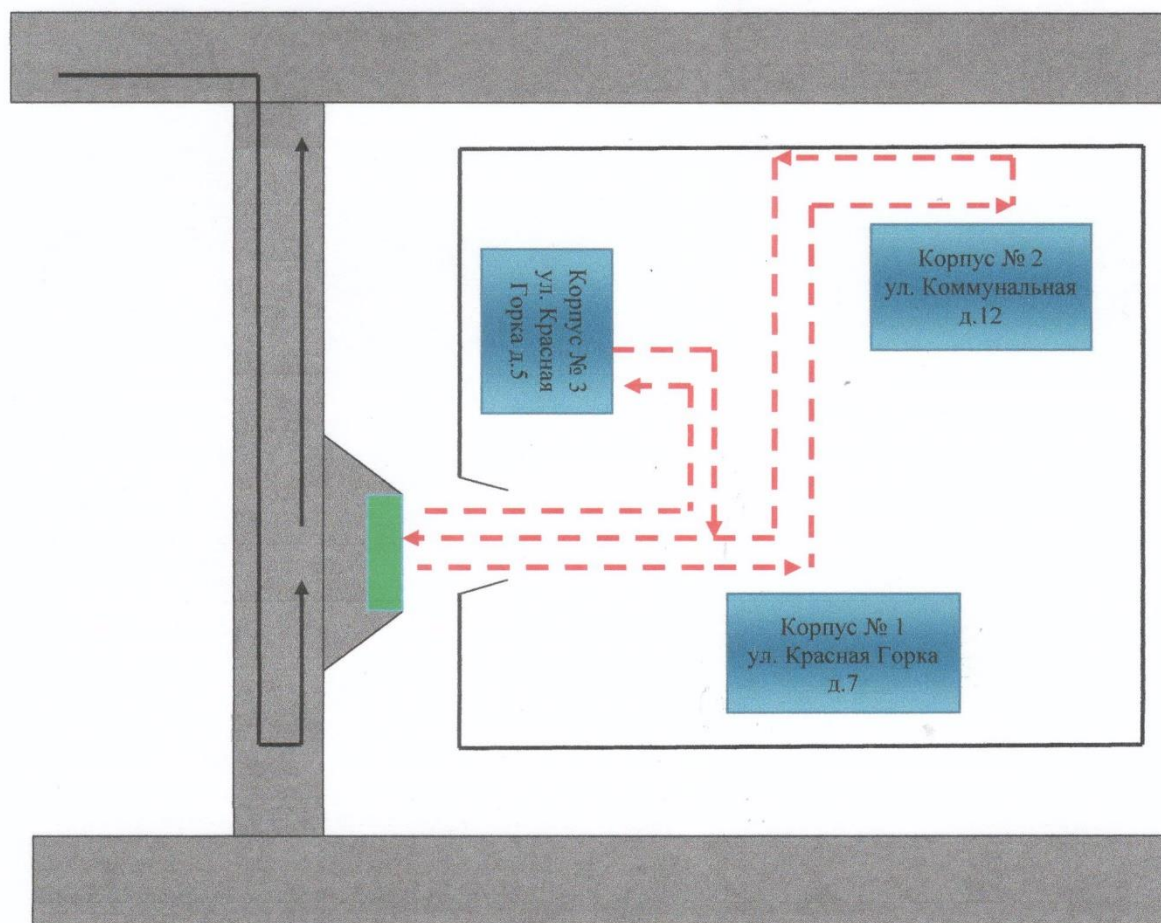 Корпус № 2
ул. Коммунальная
д.12
Корпус № 3
ул. Красная
Горка д.5
Корпус № 1
ул. Красная Горка
д.7